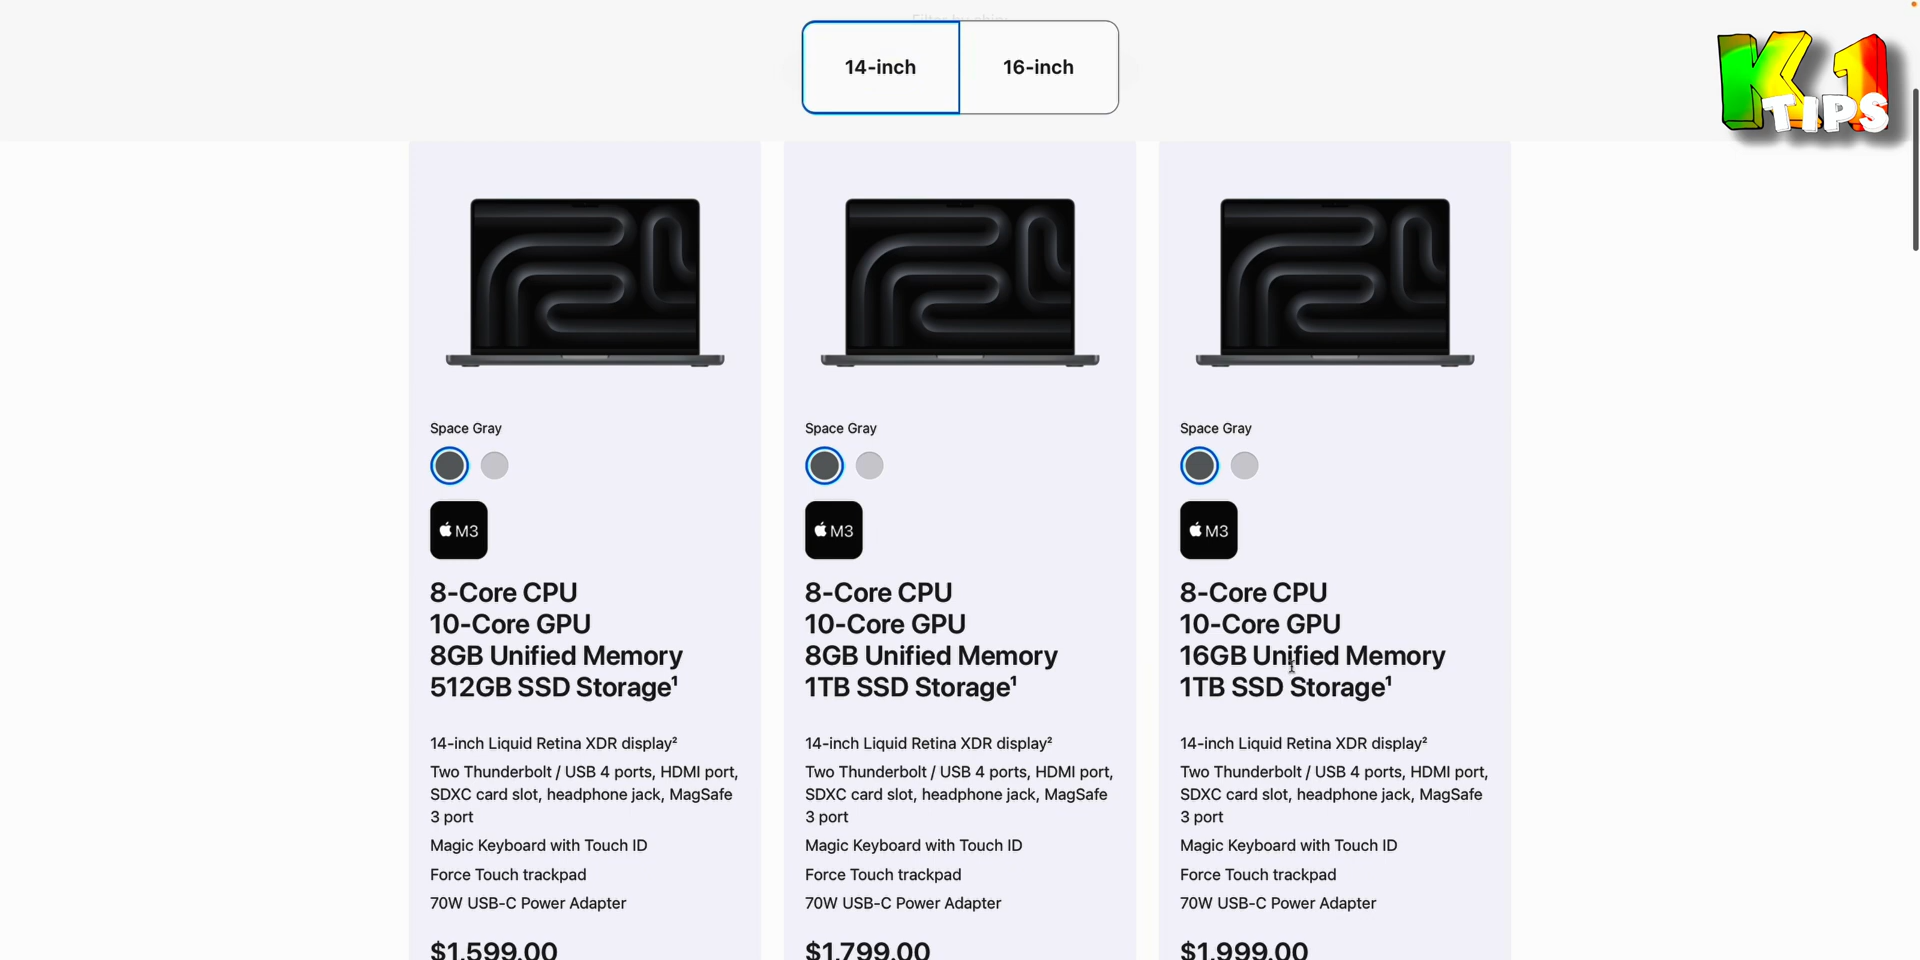 14-inch
16-inch
K1
TIPS
Space Gray
M3
8-Core CPU
10-Core GPU
8GB Unified Memory
512GB SSD Storage¹
14-inch Liquid Retina XDR display²
Two Thunderbolt / USB 4 ports, HDMI port,
SDXC card slot, headphone jack, MagSafe
3 port
Magic Keyboard with Touch ID
Force Touch trackpad
70W USB-C Power Adapter
$1,599.00
Space Gray
M3
8-Core CPU
10-Core GPU
8GB Unified Memory
1TB SSD Storage¹
14-inch Liquid Retina XDR display²
Two Thunderbolt / USB 4 ports, HDMI port,
SDXC card slot, headphone jack, MagSafe
3 port
Magic Keyboard with Touch ID
Force Touch trackpad
70W USB-C Power Adapter
$1,799.00
Space Gray
M3
8-Core CPU
10-Core GPU
16GB Unified Memory
1TB SSD Storage¹
14-inch Liquid Retina XDR display²
Two Thunderbolt / USB 4 ports, HDMI port,
SDXC card slot, headphone jack, MagSafe
3 port
Magic Keyboard with Touch ID
Force Touch trackpad
70W USB-C Power Adapter
$1,999.00